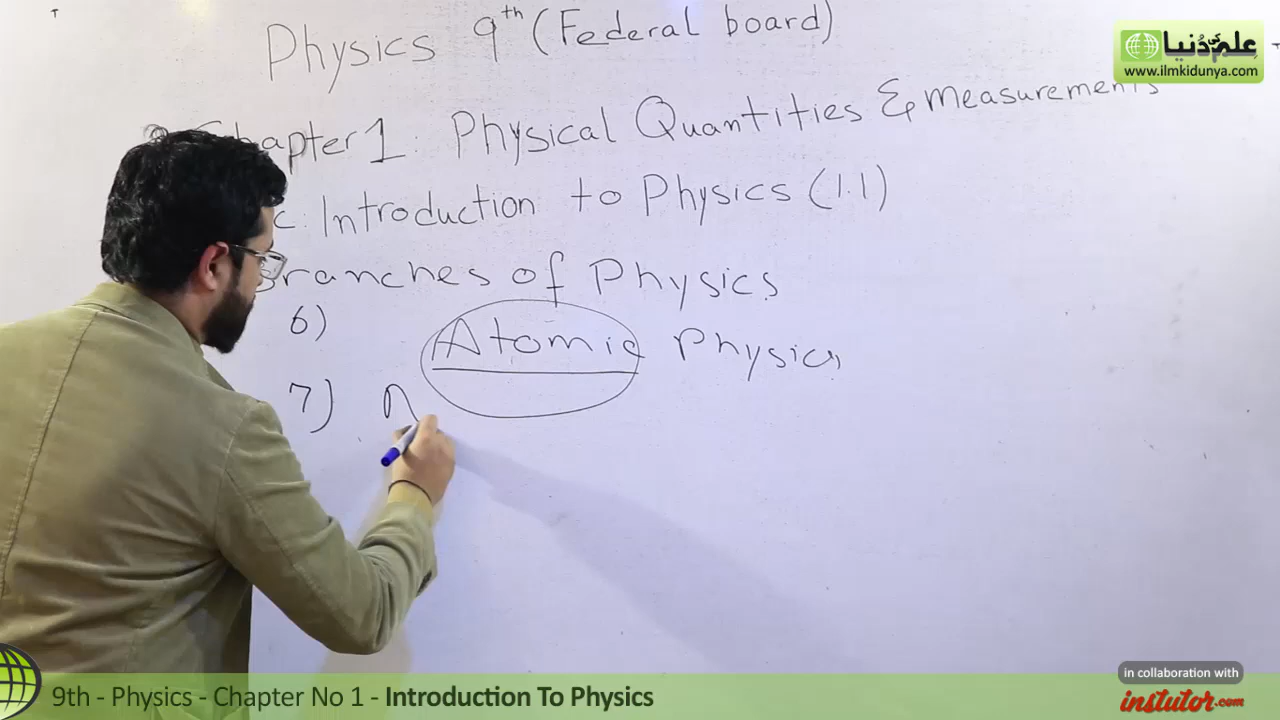 Physics 9th (Federal board)
علم کی دُنیا
www.ilmkidunya.com
Chapter 1: Physical Quantities & measurements
c: Introduction to Physics (1.1)
Branches of Physics
6) Atomic Physics
7) n
9th - Physics - Chapter No 1 - Introduction To Physics
in collaboration with
instutor.com